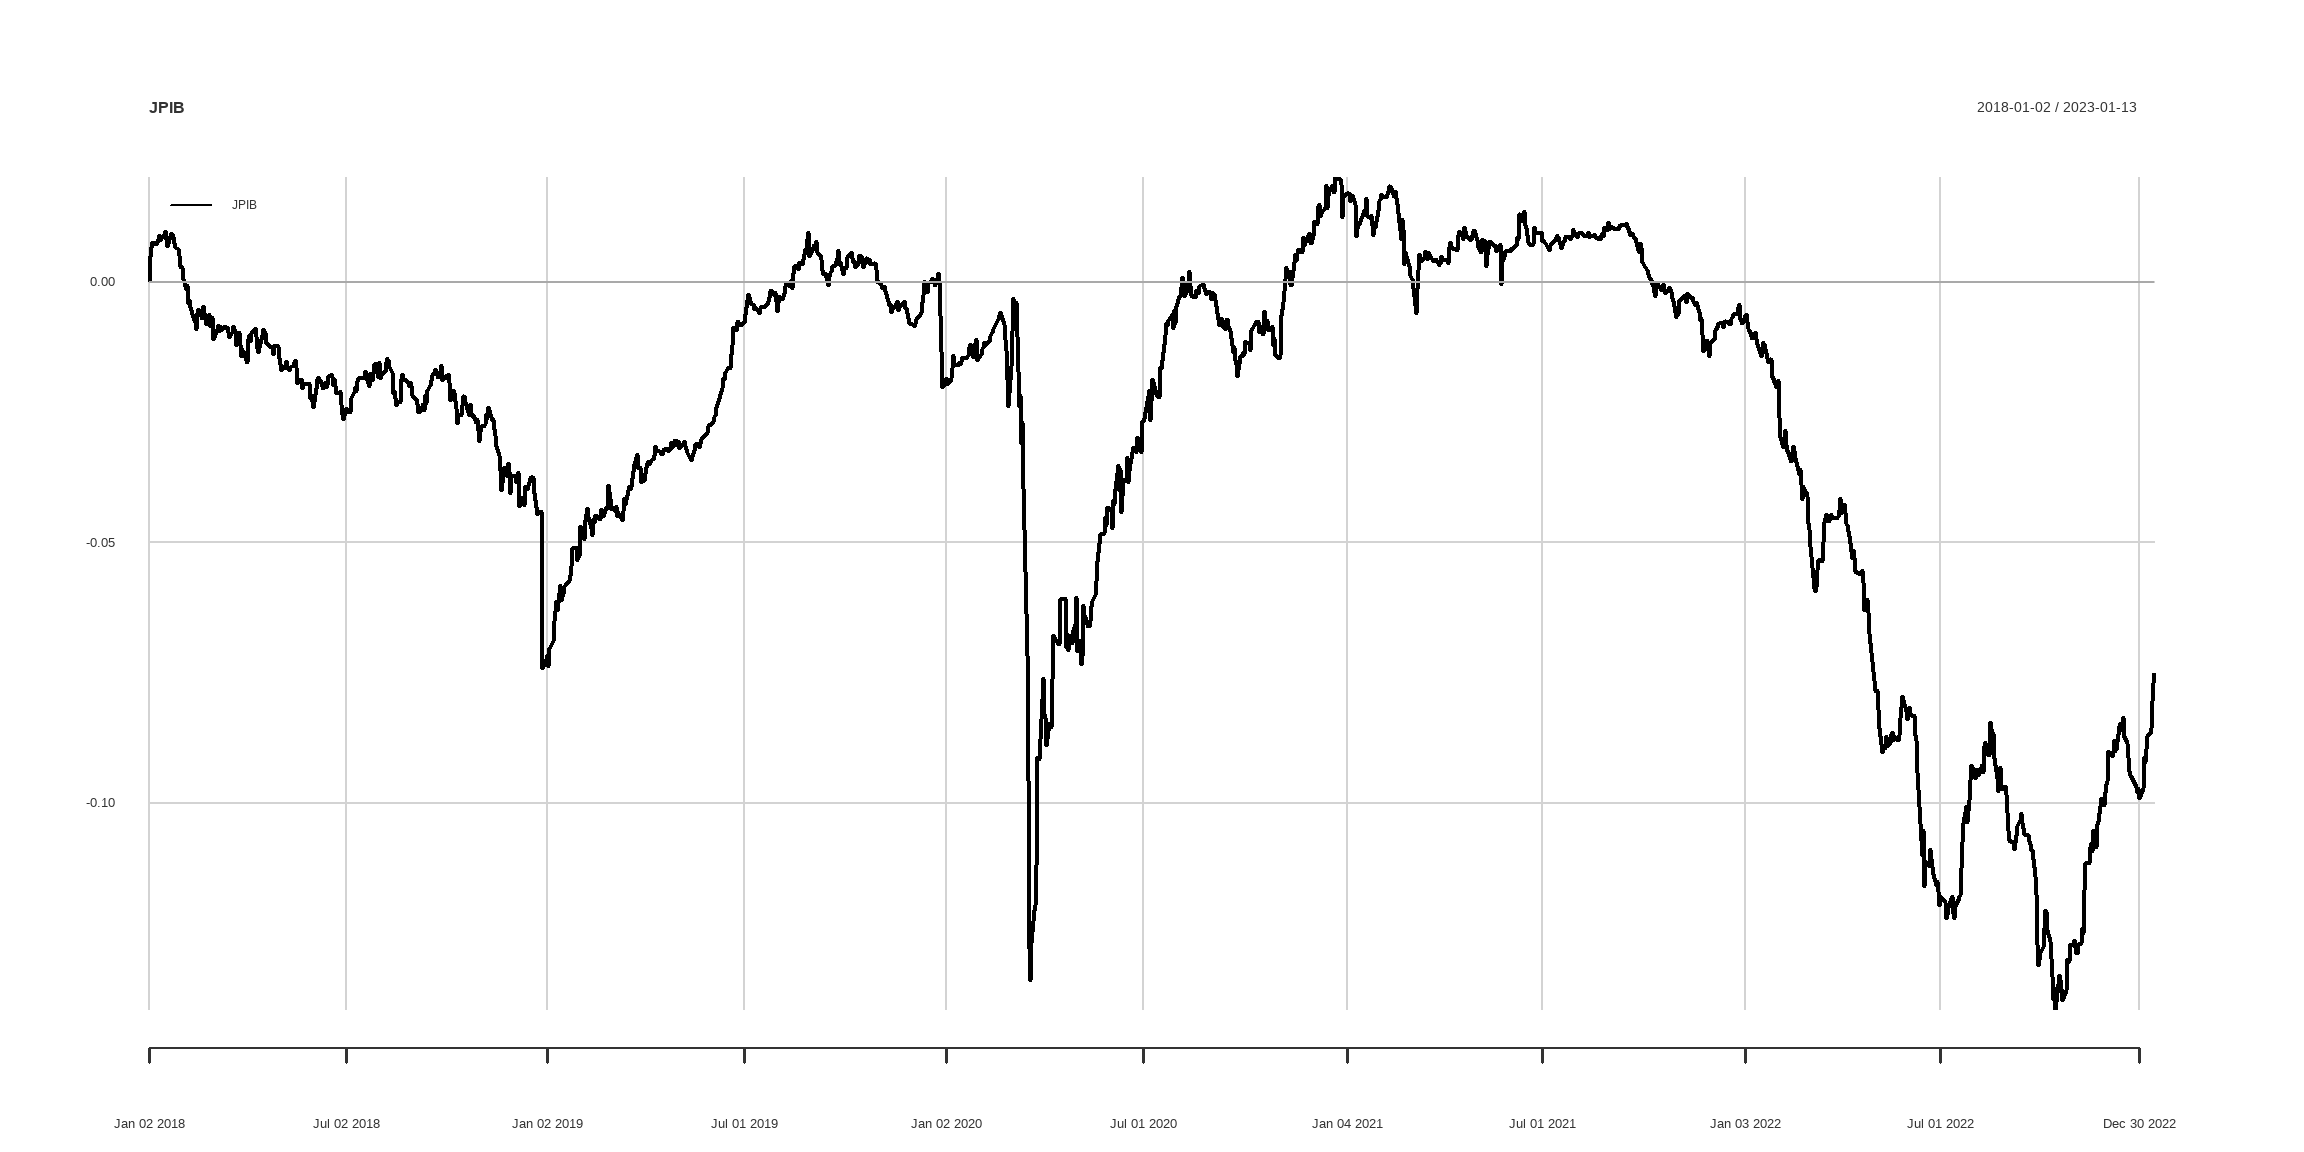 JPIB
2018-01-02 / 2023-01-13
JPIB
0.00
-0.05
-0.10
Jan 02 2018
Jul 02 2018
Jan 02 2019
Jul 01 2019
Jan 02 2020
Jul 01 2020
Jan 04 2021
Jul 01 2021
Jan 03 2022
Jul 01 2022
Dec 30 2022